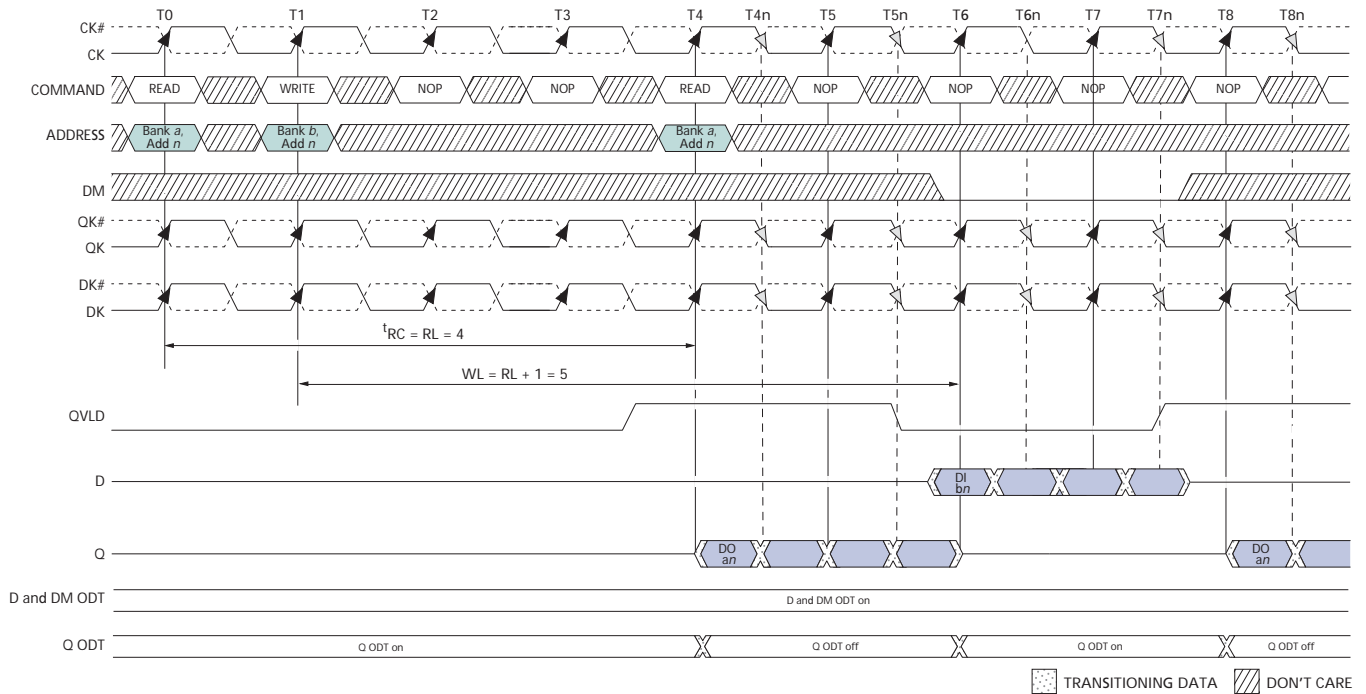 T0 T1 T2 T3 T4 T4n T5 T5n T6 T6n T7 T7n T8 T8n
CK#
CK
COMMAND READ WRITE NOP NOP READ NOP NOP NOP NOP
ADDRESS Bank a, Add n Bank b, Add n Bank a, Add n
DM
QK#
QK
DK#
DK
tRC = RL = 4
WL = RL + 1 = 5
QVLD
D DI bn
Q DO an DO an
D and DM ODT D and DM ODT on
Q ODT Q ODT on Q ODT off Q ODT on Q ODT off
TRANSITIONING DATA DON'T CARE